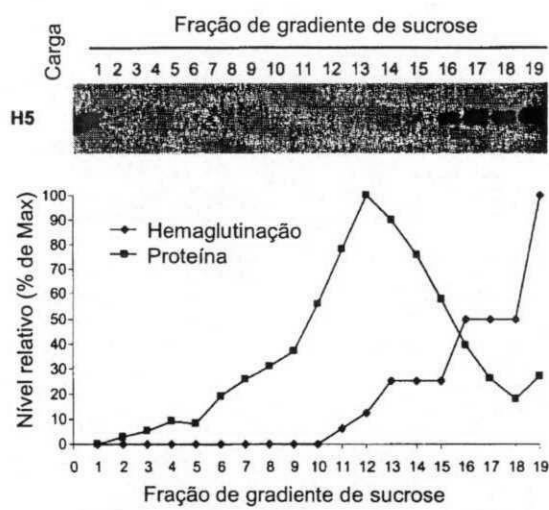 Fração de gradiente de sucrose
Carga
1 2 3 4 5 6 7 8 9 10 11 12 13 14 15 16 17 18 19
H5
Nível relativo (% de Max)
100
90
80
70
60
50
40
30
20
10
0
Hemaglutinação
Proteína
0 1 2 3 4 5 6 7 8 9 10 11 12 13 14 15 16 17 18 19
Fração de gradiente de sucrose